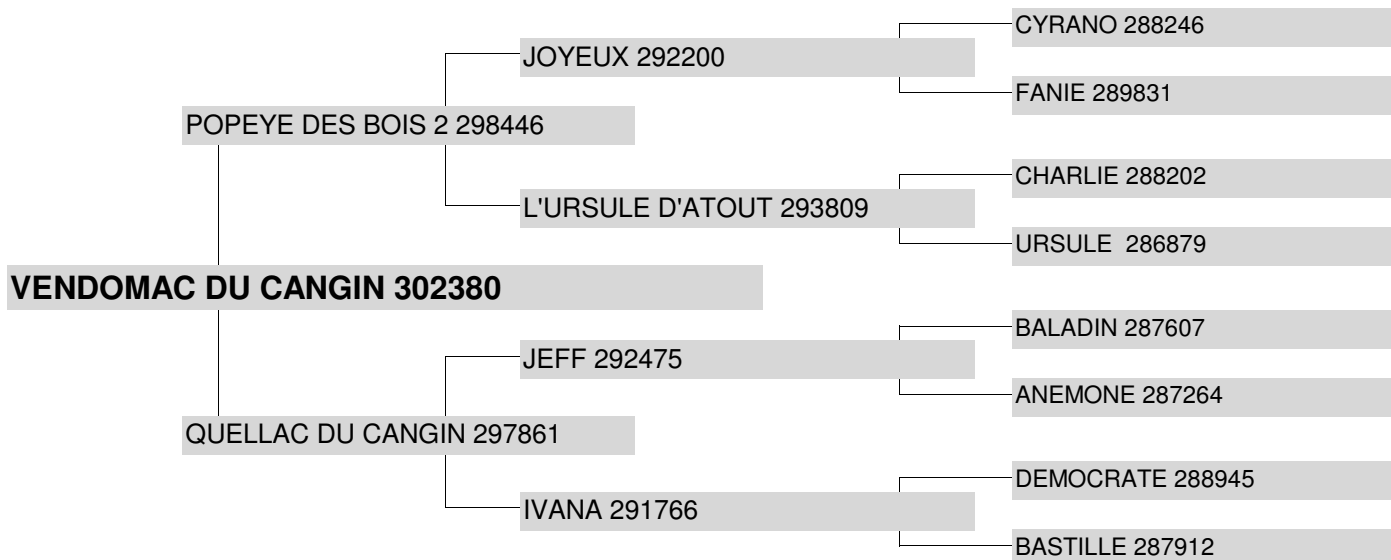 CYRANO 288246
JOYEUX 292200
FANIE 289831
POPEYE DES BOIS 2 298446
CHARLIE 288202
L'URSULE D'ATOUT 293809
URSULE  286879
VENDOMAC DU CANGIN 302380
BALADIN 287607
JEFF 292475
ANEMONE 287264
QUELLAC DU CANGIN 297861
DEMOCRATE 288945
IVANA 291766
BASTILLE 287912